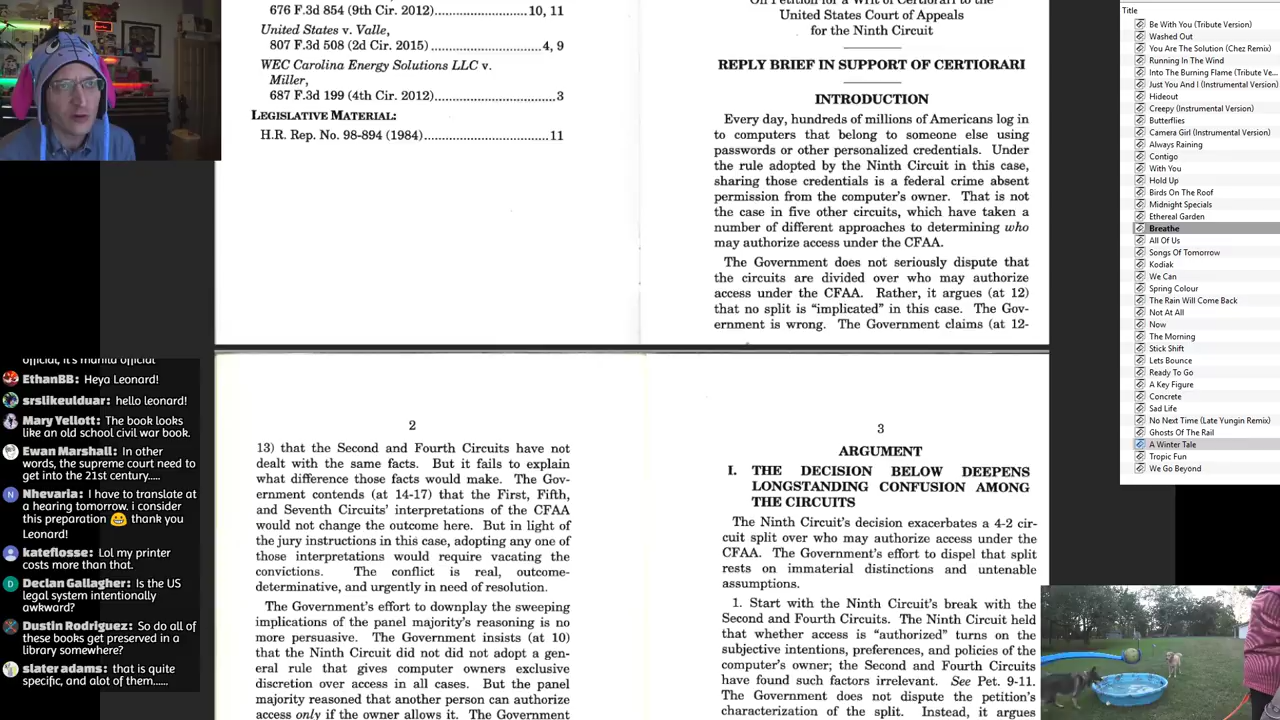 676 F.3d 854 (9th Cir. 2012)..............................10, 11
United States v. Valle,
807 F.3d 508 (2d Cir. 2015)..............................4, 9
WEC Carolina Energy Solutions LLC v.
Miller,
687 F.3d 199 (4th Cir. 2012)..............................3
LEGISLATIVE MATERIAL:
H.R. Rep. No. 98-894 (1984)..............................11
On Petition for a Writ of Certiorari to the
United States Court of Appeals
for the Ninth Circuit
REPLY BRIEF IN SUPPORT OF CERTIORARI
INTRODUCTION
Every day, hundreds of millions of Americans log in
to computers that belong to someone else using
passwords or other personalized credentials. Under
the rule adopted by the Ninth Circuit in this case,
sharing those credentials is a federal crime absent
permission from the computer's owner. That is not
the case in five other circuits, which have taken a
number of different approaches to determining who
may authorize access under the CFAA.
The Government does not seriously dispute that
the circuits are divided over who may authorize
access under the CFAA. Rather, it argues (at 12)
that no split is "implicated" in this case. The Gov-
ernment is wrong. The Government claims (at 12-
2
13) that the Second and Fourth Circuits have not
dealt with the same facts. But it fails to explain
what difference those facts would make. The Gov-
ernment contends (at 14-17) that the First, Fifth,
and Seventh Circuits' interpretations of the CFAA
would not change the outcome here. But in light of
the jury instructions in this case, adopting any one of
those interpretations would require vacating the
convictions. The conflict is real, outcome-
determinative, and urgently in need of resolution.
The Government's effort to downplay the sweeping
implications of the panel majority's reasoning is no
more persuasive. The Government insists (at 10)
that the Ninth Circuit did not did not adopt a gen-
eral rule that gives computer owners exclusive
discretion over access in all cases. But the panel
majority reasoned that another person can authorize
access only if the owner allows it. The Government
3
ARGUMENT
I. THE DECISION BELOW DEEPENS
LONGSTANDING CONFUSION AMONG
THE CIRCUITS
The Ninth Circuit's decision exacerbates a 4-2 cir-
cuit split over who may authorize access under the
CFAA. The Government's effort to dispel that split
rests on immaterial distinctions and untenable
assumptions.
1. Start with the Ninth Circuit's break with the
Second and Fourth Circuits. The Ninth Circuit held
that whether access is "authorized" turns on the
subjective intentions, preferences, and policies of the
computer's owner; the Second and Fourth Circuits
have found such factors irrelevant. See Pet. 9-11.
The Government does not dispute the petition's
characterization of the split. Instead, it argues
official, it's manila official
EthanBB: Heya Leonard!
srslikeulduar: hello leonard!
Mary Yellott: The book looks
like an old school civil war book.
Ewan Marshall: In other
words, the supreme court need to
get into the 21st century.....
N
Nhevaria: I have to translate at
a hearing tomorrow. i consider
this preparation 😁 thank you
Leonard!
kateflosse: Lol my printer
costs more than that.
D
Declan Gallagher: Is the US
legal system intentionally
awkward?
Dustin Rodriguez: So do all of
these books get preserved in a
library somewhere?
slater adams: that is quite
specific, and alot of them......
Title
Be With You (Tribute Version)
Washed Out
You Are The Solution (Chez Remix)
Running In The Wind
Into The Burning Flame (Tribute Ve...
Just You And I (Instrumental Version)
Hideout
Creepy (Instrumental Version)
Butterflies
Camera Girl (Instrumental Version)
Always Raining
Contigo
With You
Hold Up
Birds On The Roof
Midnight Specials
Ethereal Garden
Breathe
All Of Us
Songs Of Tomorrow
Kodiak
We Can
Spring Colour
The Rain Will Come Back
Not At All
Now
The Morning
Stick Shift
Lets Bounce
Ready To Go
A Key Figure
Concrete
Sad Life
No Next Time (Late Yungin Remix)
Ghosts Of The Rail
A Winter Tale
Tropic Fun
We Go Beyond